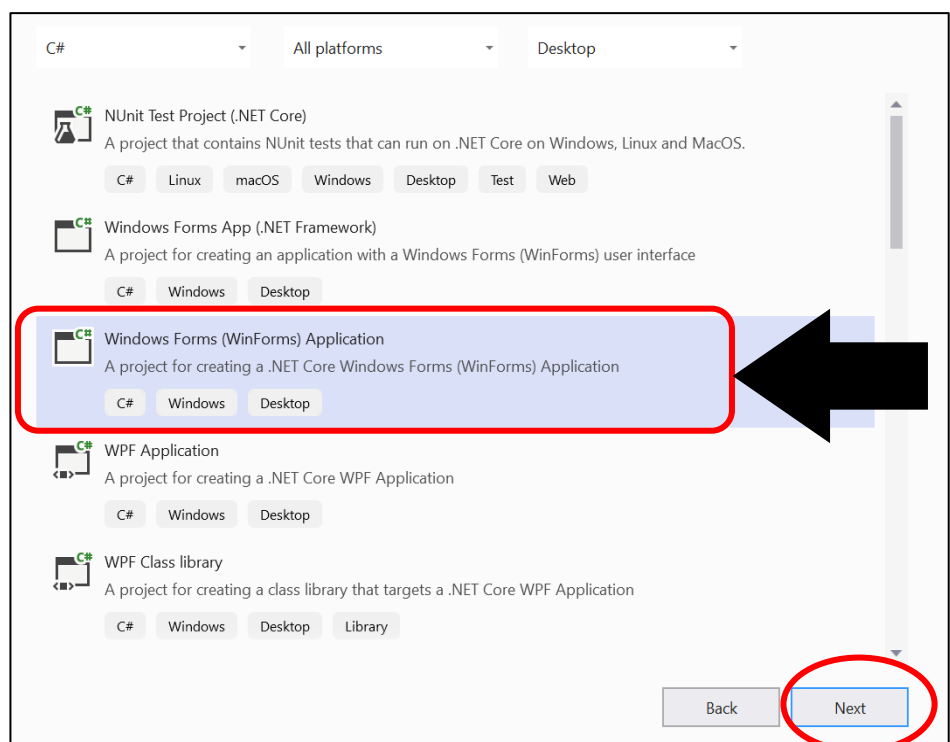 C# All platforms Desktop
C# NUnit Test Project (.NET Core)
A project that contains NUnit tests that can run on .NET Core on Windows, Linux and MacOS.
C# Linux macOS Windows Desktop Test Web
C# Windows Forms App (.NET Framework)
A project for creating an application with a Windows Forms (WinForms) user interface
C# Windows Desktop
C# Windows Forms (WinForms) Application
A project for creating a .NET Core Windows Forms (WinForms) Application
C# Windows Desktop
C# WPF Application
A project for creating a .NET Core WPF Application
C# Windows Desktop
C# WPF Class library
A project for creating a class library that targets a .NET Core WPF Application
C# Windows Desktop Library
Back Next